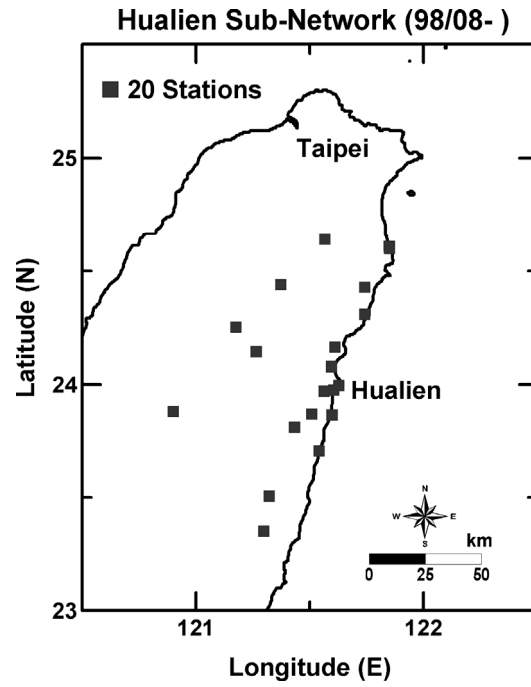 Hualien Sub-Network (98/08- )
20 Stations
Taipei
25
Latitude (N)
24
Hualien
N
W E
S
km
0 25 50
23
121 122
Longitude (E)